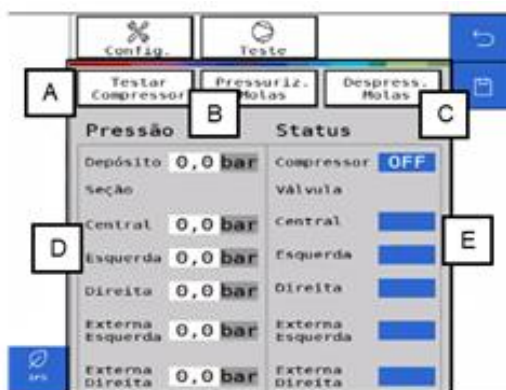 Config. Teste
A Testar Compressor B Pressuriz. Molas Despress. Molas C
Pressão Status
Depósito 0,0 bar Compressor OFF
Seção Válvula
Central 0,0 bar Central
D Esquerda 0,0 bar Esquerda E
Direita 0,0 bar Direita
Externa Esquerda 0,0 bar Externa Esquerda
Externa Direita 0,0 bar Externa Direita